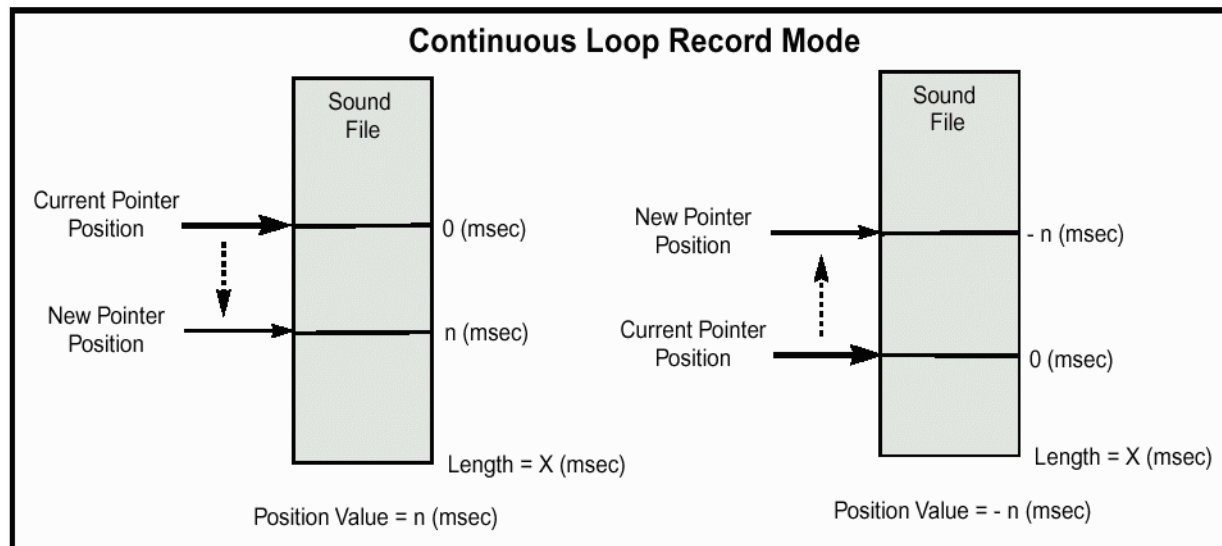 Continuous Loop Record Mode
Sound
File
Current Pointer
Position
0 (msec)
New Pointer
Position
n (msec)
Length = X (msec)
Position Value = n (msec)
Sound
File
New Pointer
Position
- n (msec)
Current Pointer
Position
0 (msec)
Length = X (msec)
Position Value = - n (msec)